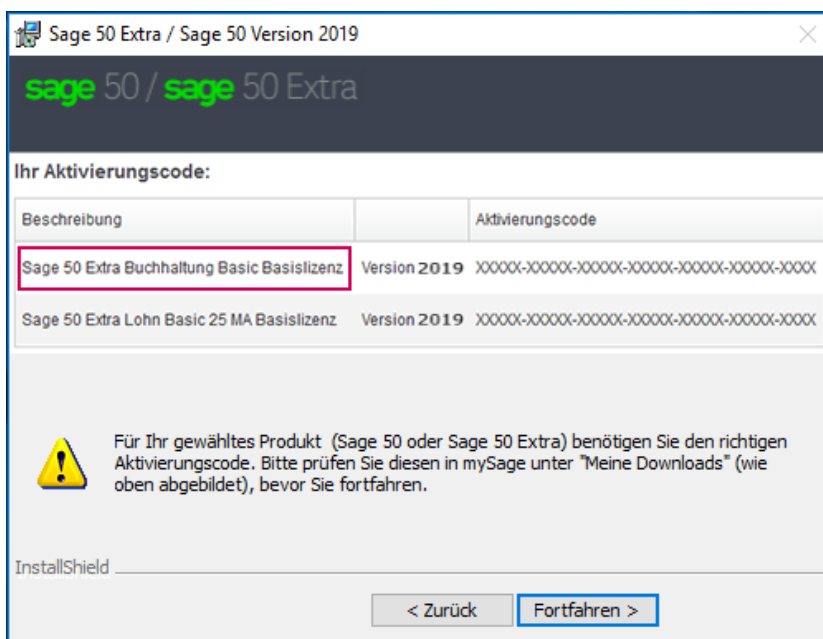 Sage 50 Extra / Sage 50 Version 2019
sage 50 / sage 50 Extra
Ihr Aktivierungscode:
Beschreibung Aktivierungscode
Sage 50 Extra Buchhaltung Basic Basislizenz Version 2019 XXXXX-XXXXX-XXXXX-XXXXX-XXXXX-XXXXX-XXXX
Sage 50 Extra Lohn Basic 25 MA Basislizenz Version 2019 XXXXX-XXXXX-XXXXX-XXXXX-XXXXX-XXXXX-XXXX
Für Ihr gewähltes Produkt (Sage 50 oder Sage 50 Extra) benötigen Sie den richtigen
Aktivierungscode. Bitte prüfen Sie diesen in mySage unter "Meine Downloads" (wie
oben abgebildet), bevor Sie fortfahren.
InstallShield
< Zurück Fortfahren >